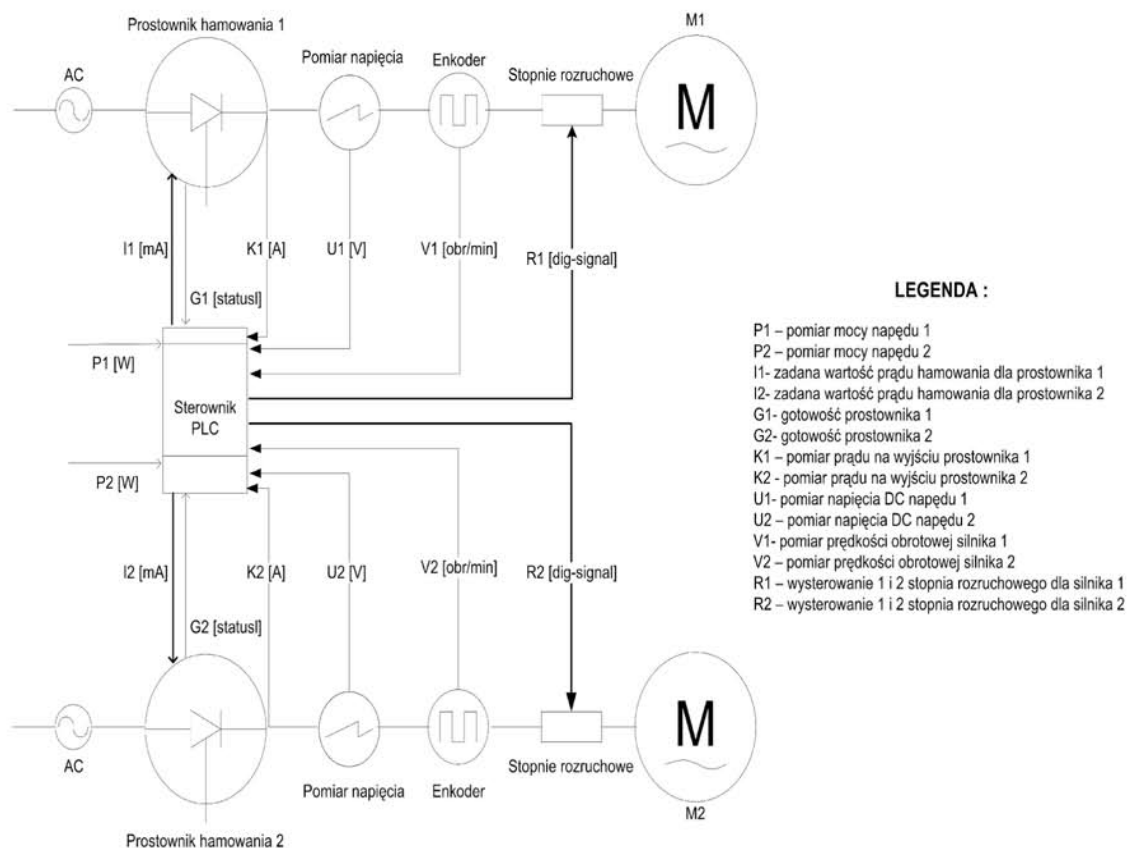 Prostownik hamowania 1
M1
Pomiar napięcia
Enkoder
Stopnie rozruchowe
AC
M
I1 [mA]
K1 [A]
U1 [V]
V1 [obr/min]
R1 [dig-signal]
G1 [statusI]
P1 [W]
Sterownik
PLC
P2 [W]
I2 [mA]
K2 [A]
U2 [V]
V2 [obr/min]
R2 [dig-signal]
G2 [statusI]
LEGENDA :
P1 – pomiar mocy napędu 1
P2 – pomiar mocy napędu 2
I1- zadana wartość prądu hamowania dla prostownika 1
I2- zadana wartość prądu hamowania dla prostownika 2
G1- gotowość prostownika 1
G2- gotowość prostownika 2
K1 – pomiar prądu na wyjściu prostownika 1
K2 - pomiar prądu na wyjściu prostownika 2
U1- pomiar napięcia DC napędu 1
U2 – pomiar napięcia DC napędu 2
V1- pomiar prędkości obrotowej silnika 1
V2 – pomiar prędkości obrotowej silnika 2
R1 – wysterowanie 1 i 2 stopnia rozruchowego dla silnika 1
R2 – wysterowanie 1 i 2 stopnia rozruchowego dla silnika 2
M
AC
Pomiar napięcia
Enkoder
Stopnie rozruchowe
M2
Prostownik hamowania 2